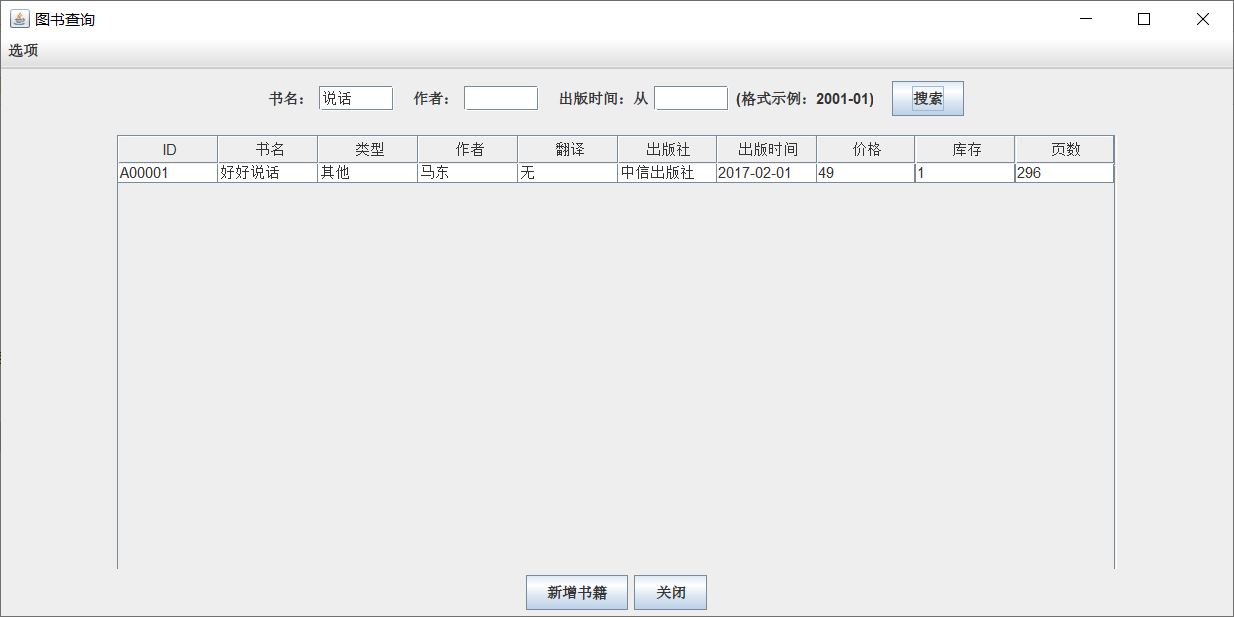 图书查询
选项
书名： 说话 作者： 出版时间：从 (格式示例：2001-01) 搜索
ID 书名 类型 作者 翻译 出版社 出版时间 价格 库存 页数
A00001 好好说话 其他 马东 无 中信出版社 2017-02-01 49 1 296
新增书籍 关闭